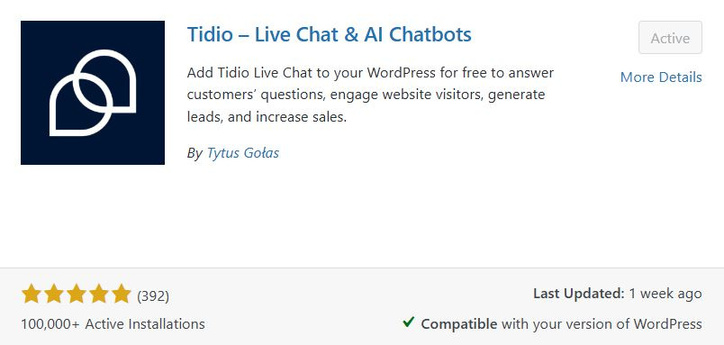 Tidio – Live Chat & AI Chatbots
Active
More Details
Add Tidio Live Chat to your WordPress for free to answer
customers’ questions, engage website visitors, generate
leads, and increase sales.
By Tytus Gołas
(392)
Last Updated: 1 week ago
100,000+ Active Installations
Compatible with your version of WordPress